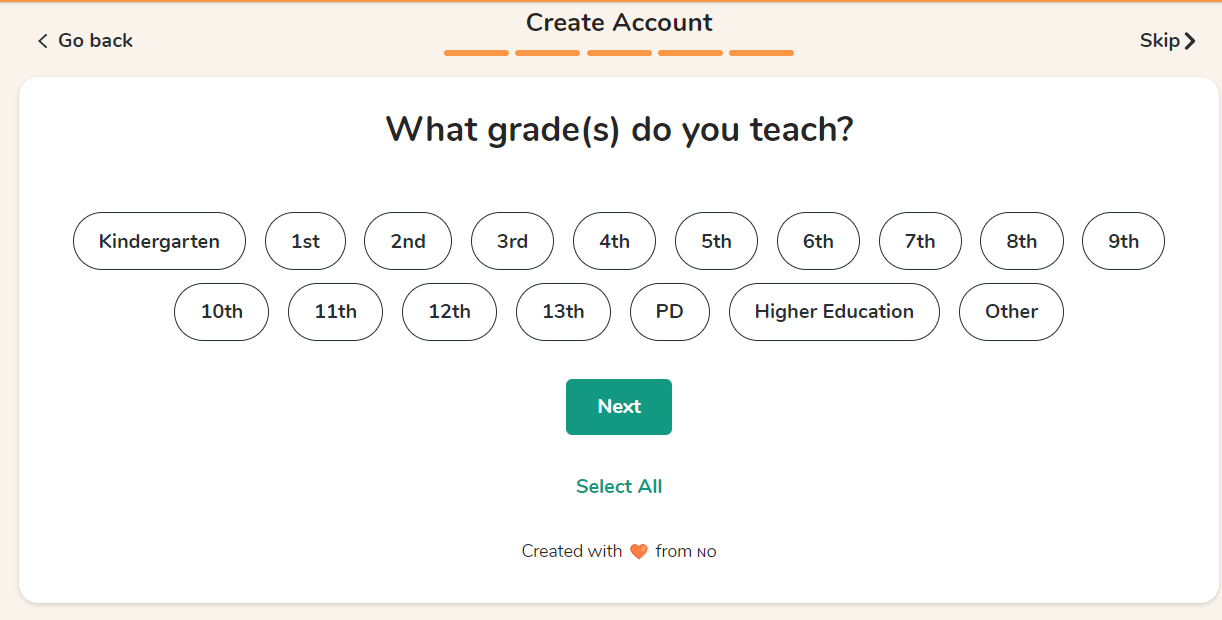 Create Account
Go back
Skip
What grade(s) do you teach?
Kindergarten 1st 2nd 3rd 4th 5th 6th 7th 8th 9th
10th 11th 12th 13th PD Higher Education Other
Next
Select All
Created with 🧡 from NO